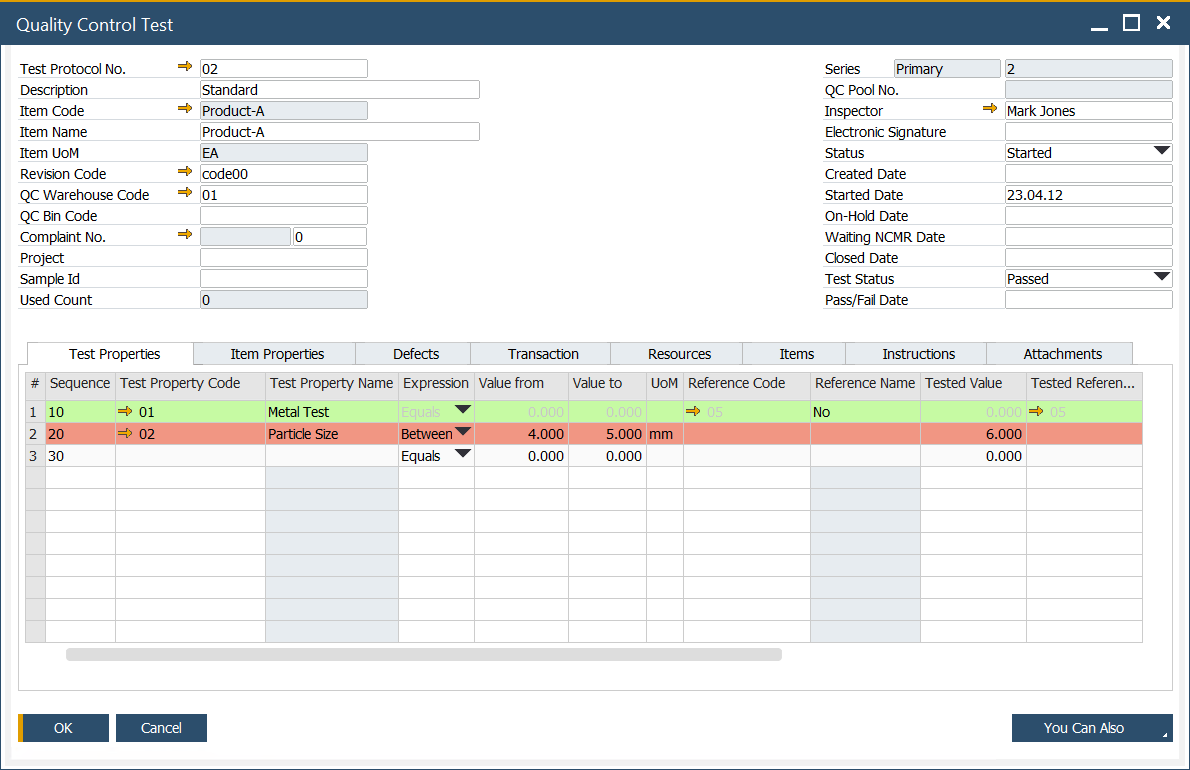 Quality Control Test
Test Protocol No. 02
Description Standard
Item Code Product-A
Item Name Product-A
Item UoM EA
Revision Code code00
QC Warehouse Code 01
QC Bin Code
Complaint No. 0
Project
Sample Id
Used Count 0
Series Primary 2
QC Pool No.
Inspector Mark Jones
Electronic Signature
Status Started
Created Date
Started Date 23.04.12
On-Hold Date
Waiting NCMR Date
Closed Date
Test Status Passed
Pass/Fail Date
Test Properties Item Properties Defects Transaction Resources Items Instructions Attachments
# Sequence Test Property Code Test Property Name Expression Value from Value to UoM Reference Code Reference Name Tested Value Tested Referen...
1 10 01 Metal Test Equals 0.000 0.000 05 No 0.000 05
2 20 02 Particle Size Between 4.000 5.000 mm 6.000
3 30 Equals 0.000 0.000 0.000
OK Cancel You Can Also